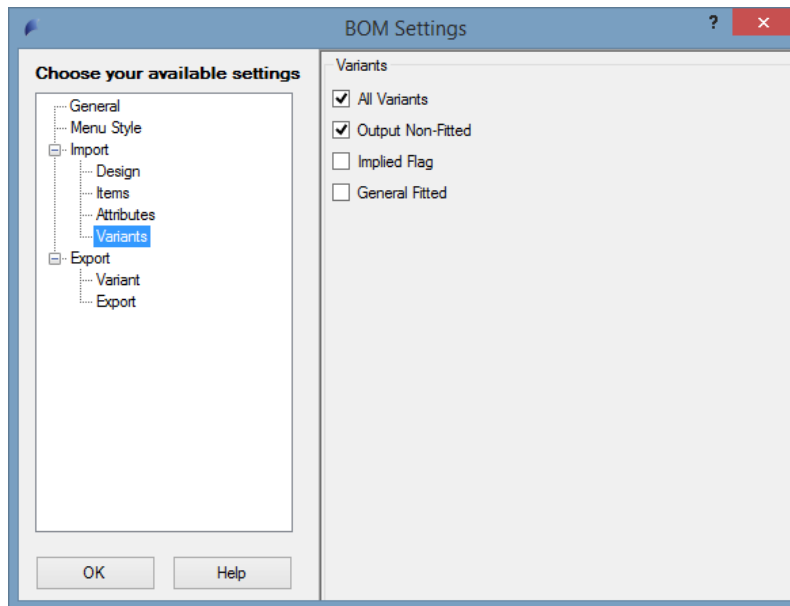 BOM Settings
?
Choose your available settings
General
Menu Style
Import
Design
Items
Attributes
Variants
Export
Variant
Export
OK
Help
Variants
All Variants
Output Non-Fitted
Implied Flag
General Fitted